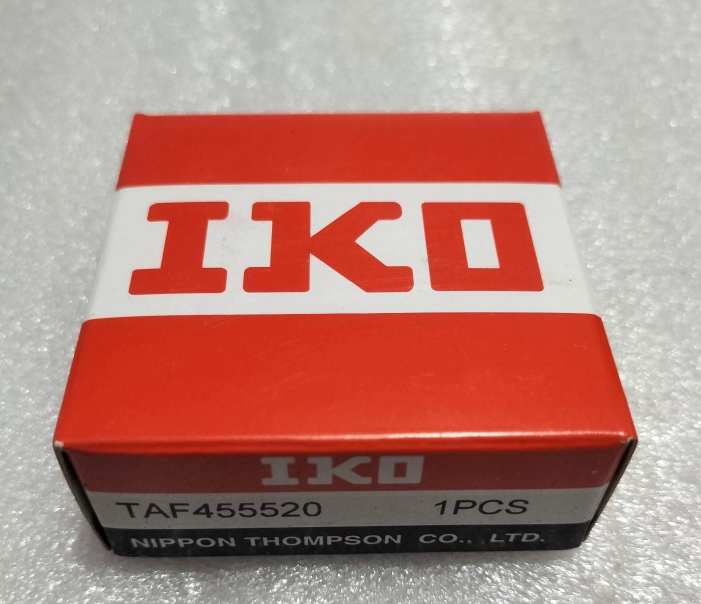 IKO
IKO
TAF455520 1PCS
NIPPON THOMPSON CO., LTD.